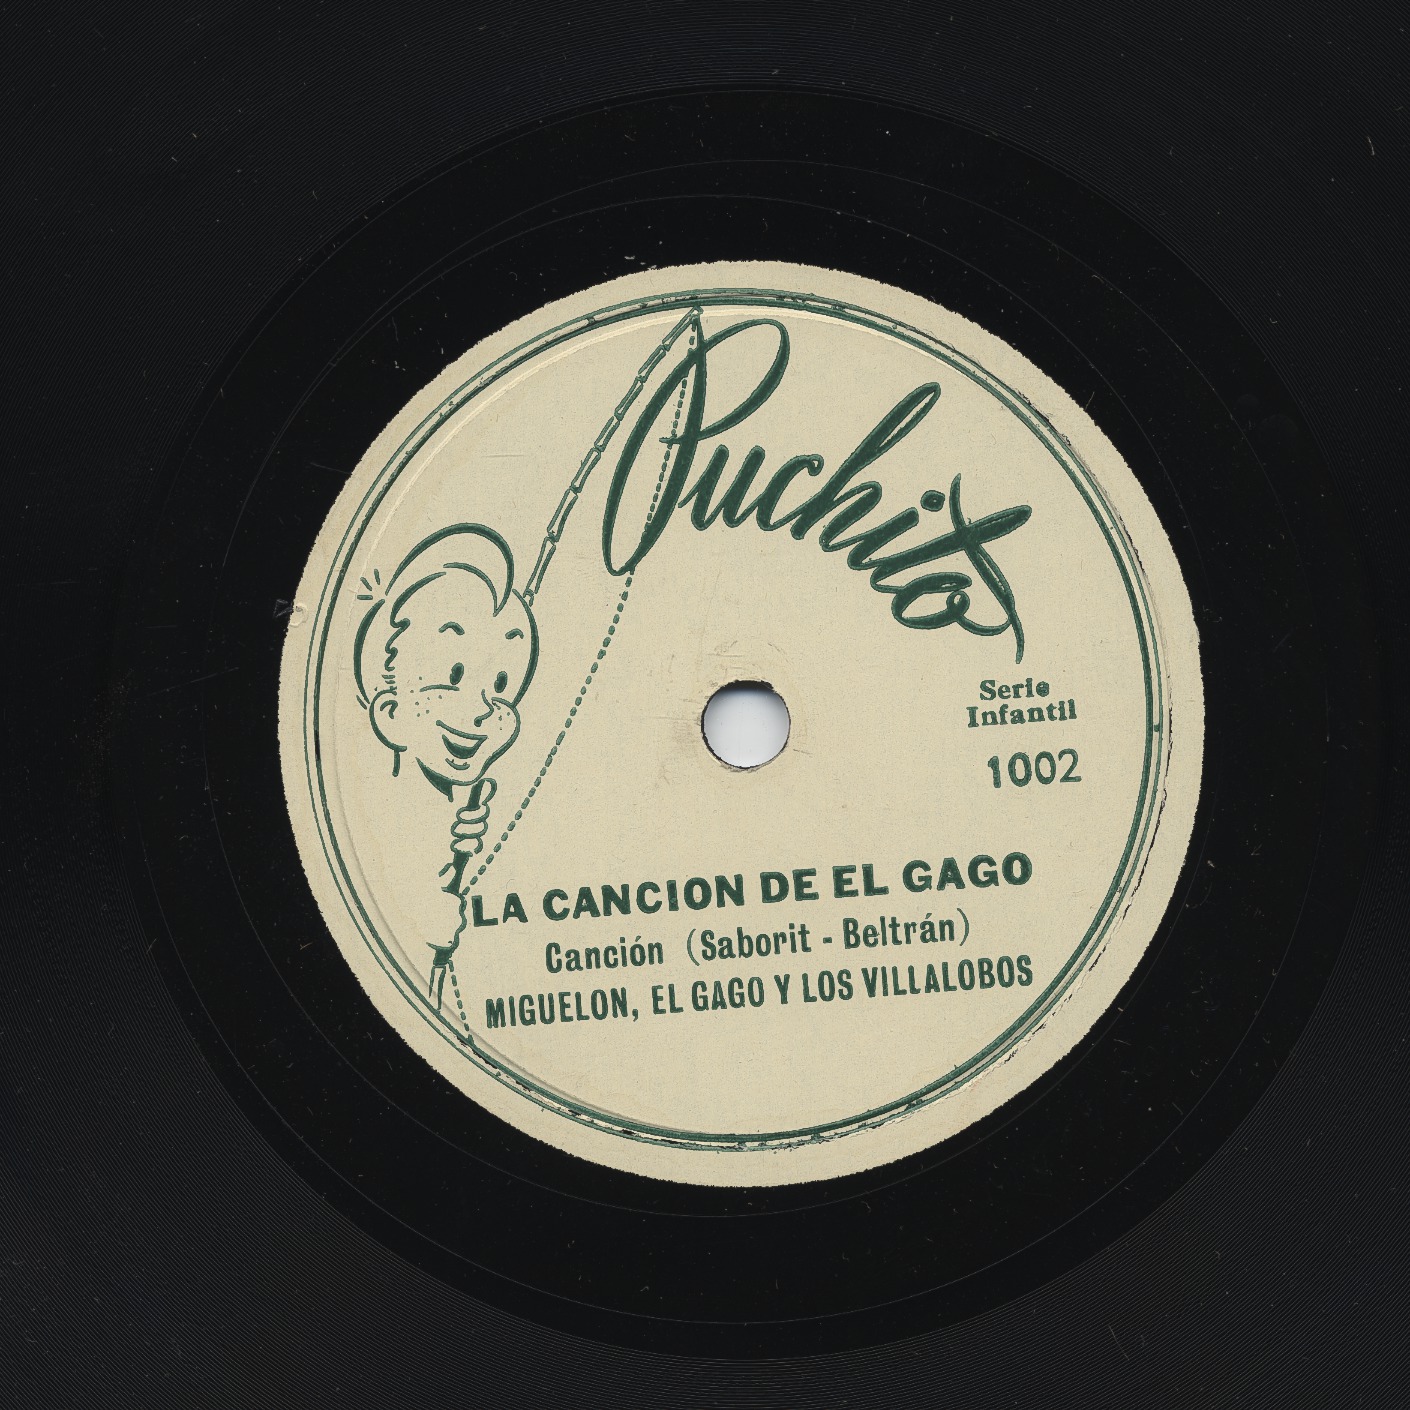 Puchito
Serie
Infantil
1002
LA CANCION DE EL GAGO
Canción (Saborit - Beltrán)
MIGUELON, EL GAGO Y LOS VILLALOBOS